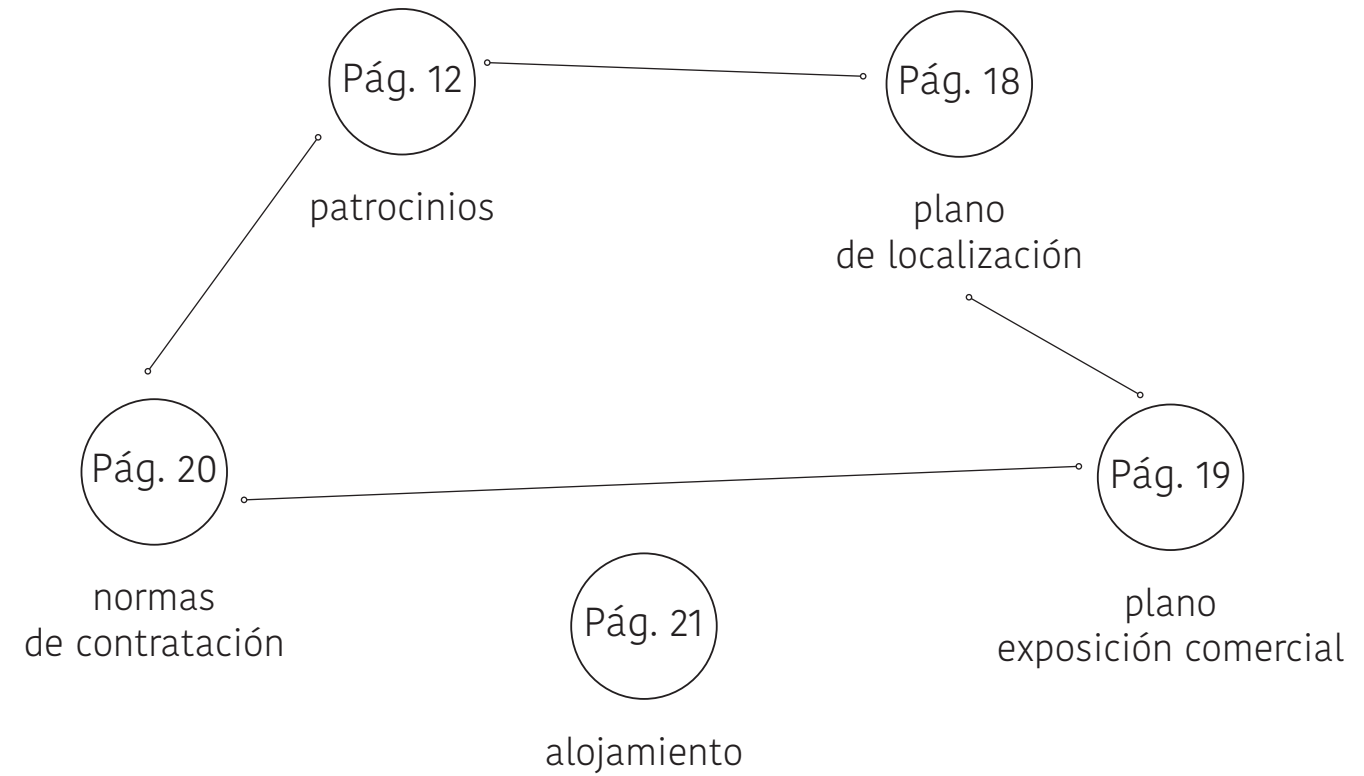 Pág. 12
patrocinios
Pág. 18
plano
de localización
Pág. 20
normas
de contratación
Pág. 19
plano
exposición comercial
Pág. 21
alojamiento